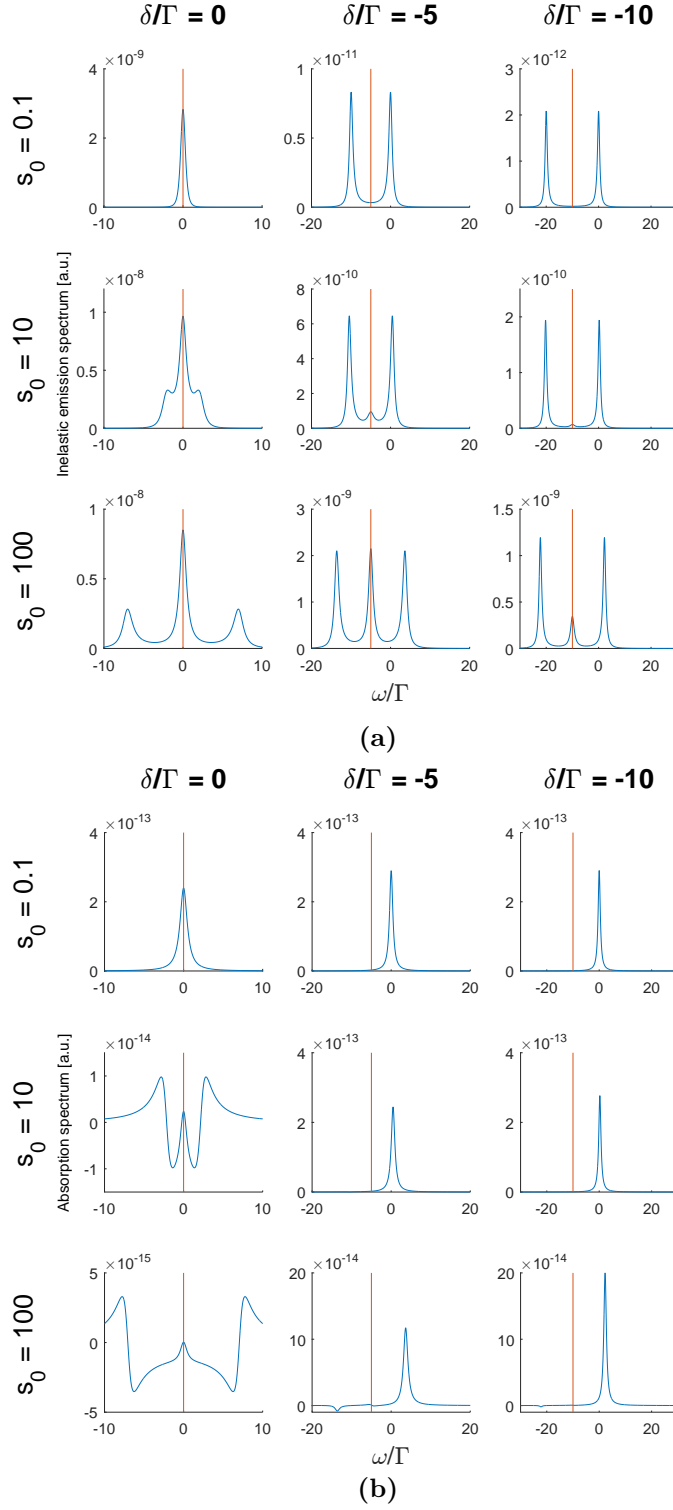 δ/Γ = 0 δ/Γ = -5 δ/Γ = -10
s0 = 0.1
×10^-9 ×10^-11 ×10^-12
4 2 0 1 0.5 0 3 2 1 0
-10 0 10 -20 0 20 -20 0 20
s0 = 10
Inelastic emission spectrum [a.u.]
×10^-8 ×10^-10 ×10^-10
1 0.5 0 8 6 4 2 0 2 1 0
-10 0 10 -20 0 20 -20 0 20
s0 = 100
×10^-8 ×10^-9 ×10^-9
1 0.5 0 3 2 1 0 1.5 1 0.5 0
-10 0 10 -20 0 20 -20 0 20
ω/Γ
(a)
δ/Γ = 0 δ/Γ = -5 δ/Γ = -10
s0 = 0.1
×10^-13 ×10^-13 ×10^-13
4 2 0 4 2 0 4 2 0
-10 0 10 -20 0 20 -20 0 20
s0 = 10
Absorption spectrum [a.u.]
×10^-14 ×10^-13 ×10^-13
1 0 -1 4 2 0 4 2 0
-10 0 10 -20 0 20 -20 0 20
s0 = 100
×10^-15 ×10^-14 ×10^-14
5 0 -5 20 10 0 20 10 0
-10 0 10 -20 0 20 -20 0 20
ω/Γ
(b)